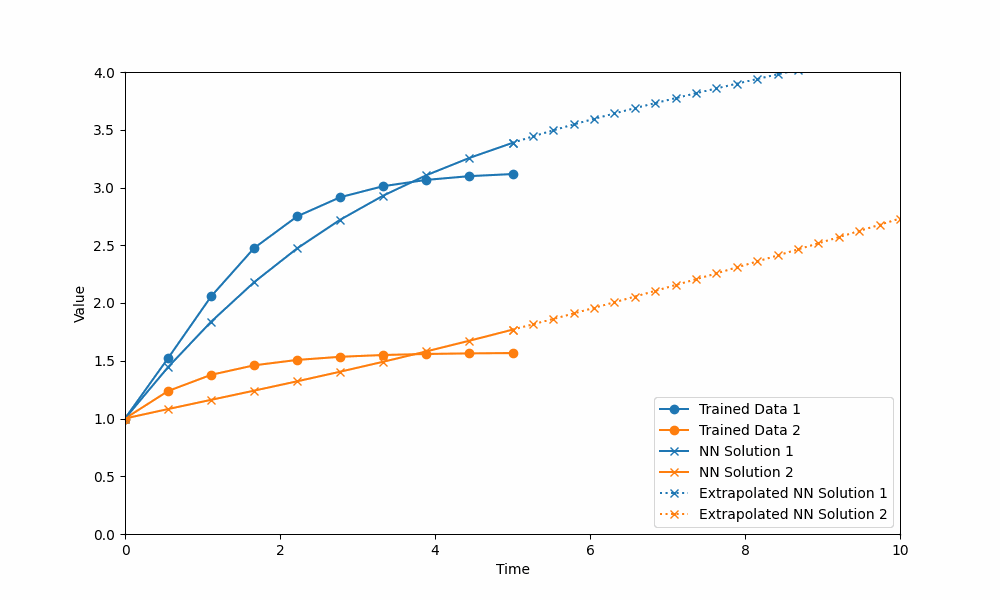 4.0
3.5
3.0
2.5
2.0
1.5
1.0
0.5
0.0
Value
0 2 4 6 8 10
Time
Trained Data 1
Trained Data 2
NN Solution 1
NN Solution 2
Extrapolated NN Solution 1
Extrapolated NN Solution 2